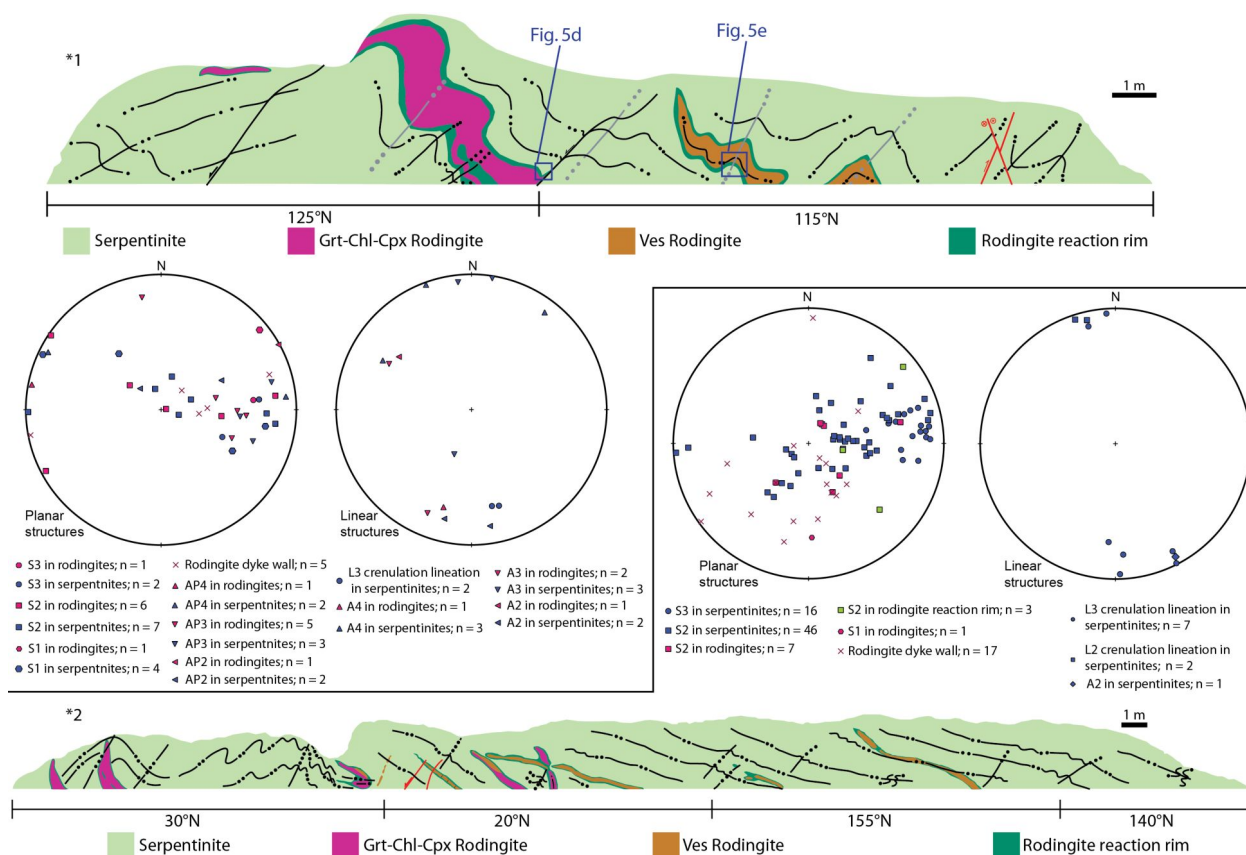 *1
Fig. 5d
Fig. 5e
1 m
125°N
115°N
Serpentinite
Grt-Chl-Cpx Rodingite
Ves Rodingite
Rodingite reaction rim
N
Planar
structures
S3 in rodingites; n = 1
S3 in serpentnites; n = 2
S2 in rodingites; n = 6
S2 in serpentnites; n = 7
S1 in rodingites; n = 1
S1 in serpentnites; n = 4
Rodingite dyke wall; n = 5
AP4 in rodingites; n = 1
AP4 in serpentnites; n = 2
AP3 in rodingites; n = 5
AP3 in serpentnites; n = 3
AP2 in rodingites; n = 1
AP2 in serpentnites; n = 2
N
Linear
structures
L3 crenulation lineation
in serpentinites; n = 2
A4 in rodingites; n = 1
A4 in serpentinites; n = 3
A3 in rodingites; n = 2
A3 in serpentinites; n = 3
A2 in rodingites; n = 1
A2 in serpentinites; n = 2
N
Planar
structures
S3 in serpentinites; n = 16
S2 in serpentinites; n = 46
S2 in rodingites; n = 7
S2 in rodingite reaction rim; n = 3
S1 in rodingites; n = 1
Rodingite dyke wall; n = 17
N
Linear
structures
L3 crenulation lineation in
serpentinites; n = 7
L2 crenulation lineation in
serpentinites; n = 2
A2 in serpentinites; n = 1
*2
1 m
30°N
20°N
155°N
140°N
Serpentinite
Grt-Chl-Cpx Rodingite
Ves Rodingite
Rodingite reaction rim